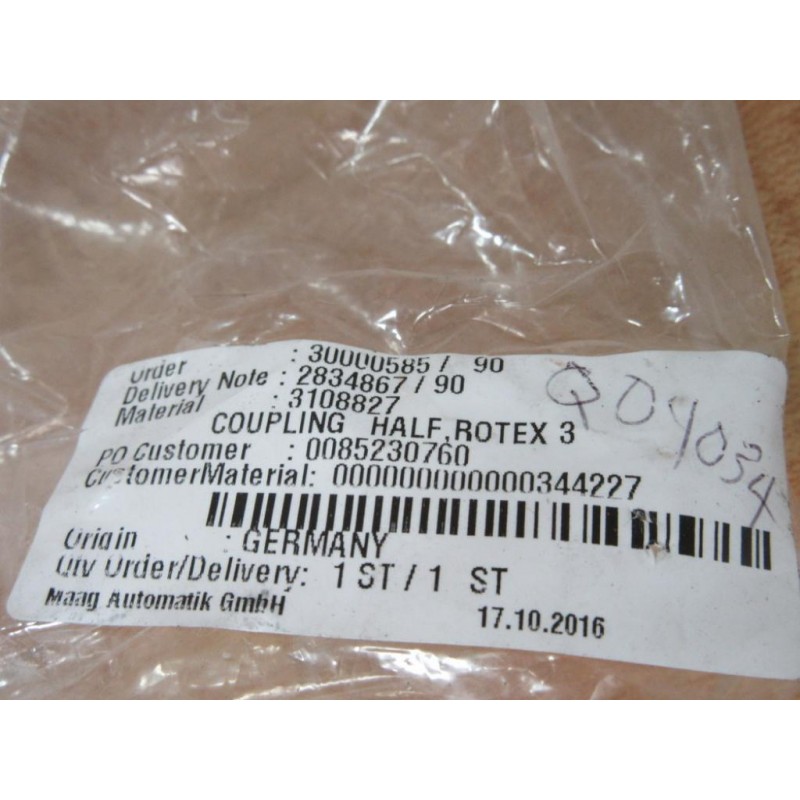 Order : 30000585 / 90
Delivery Note : 2834867 / 90
Material : 3108827
COUPLING HALF,ROTEX 3
PO Customer : 0085230760
CustomerMaterial: 000000000000344227
Origin : GERMANY
Qty Order/Delivery: 1 ST / 1 ST
Maag Automatik GmbH
17.10.2016
Q04034